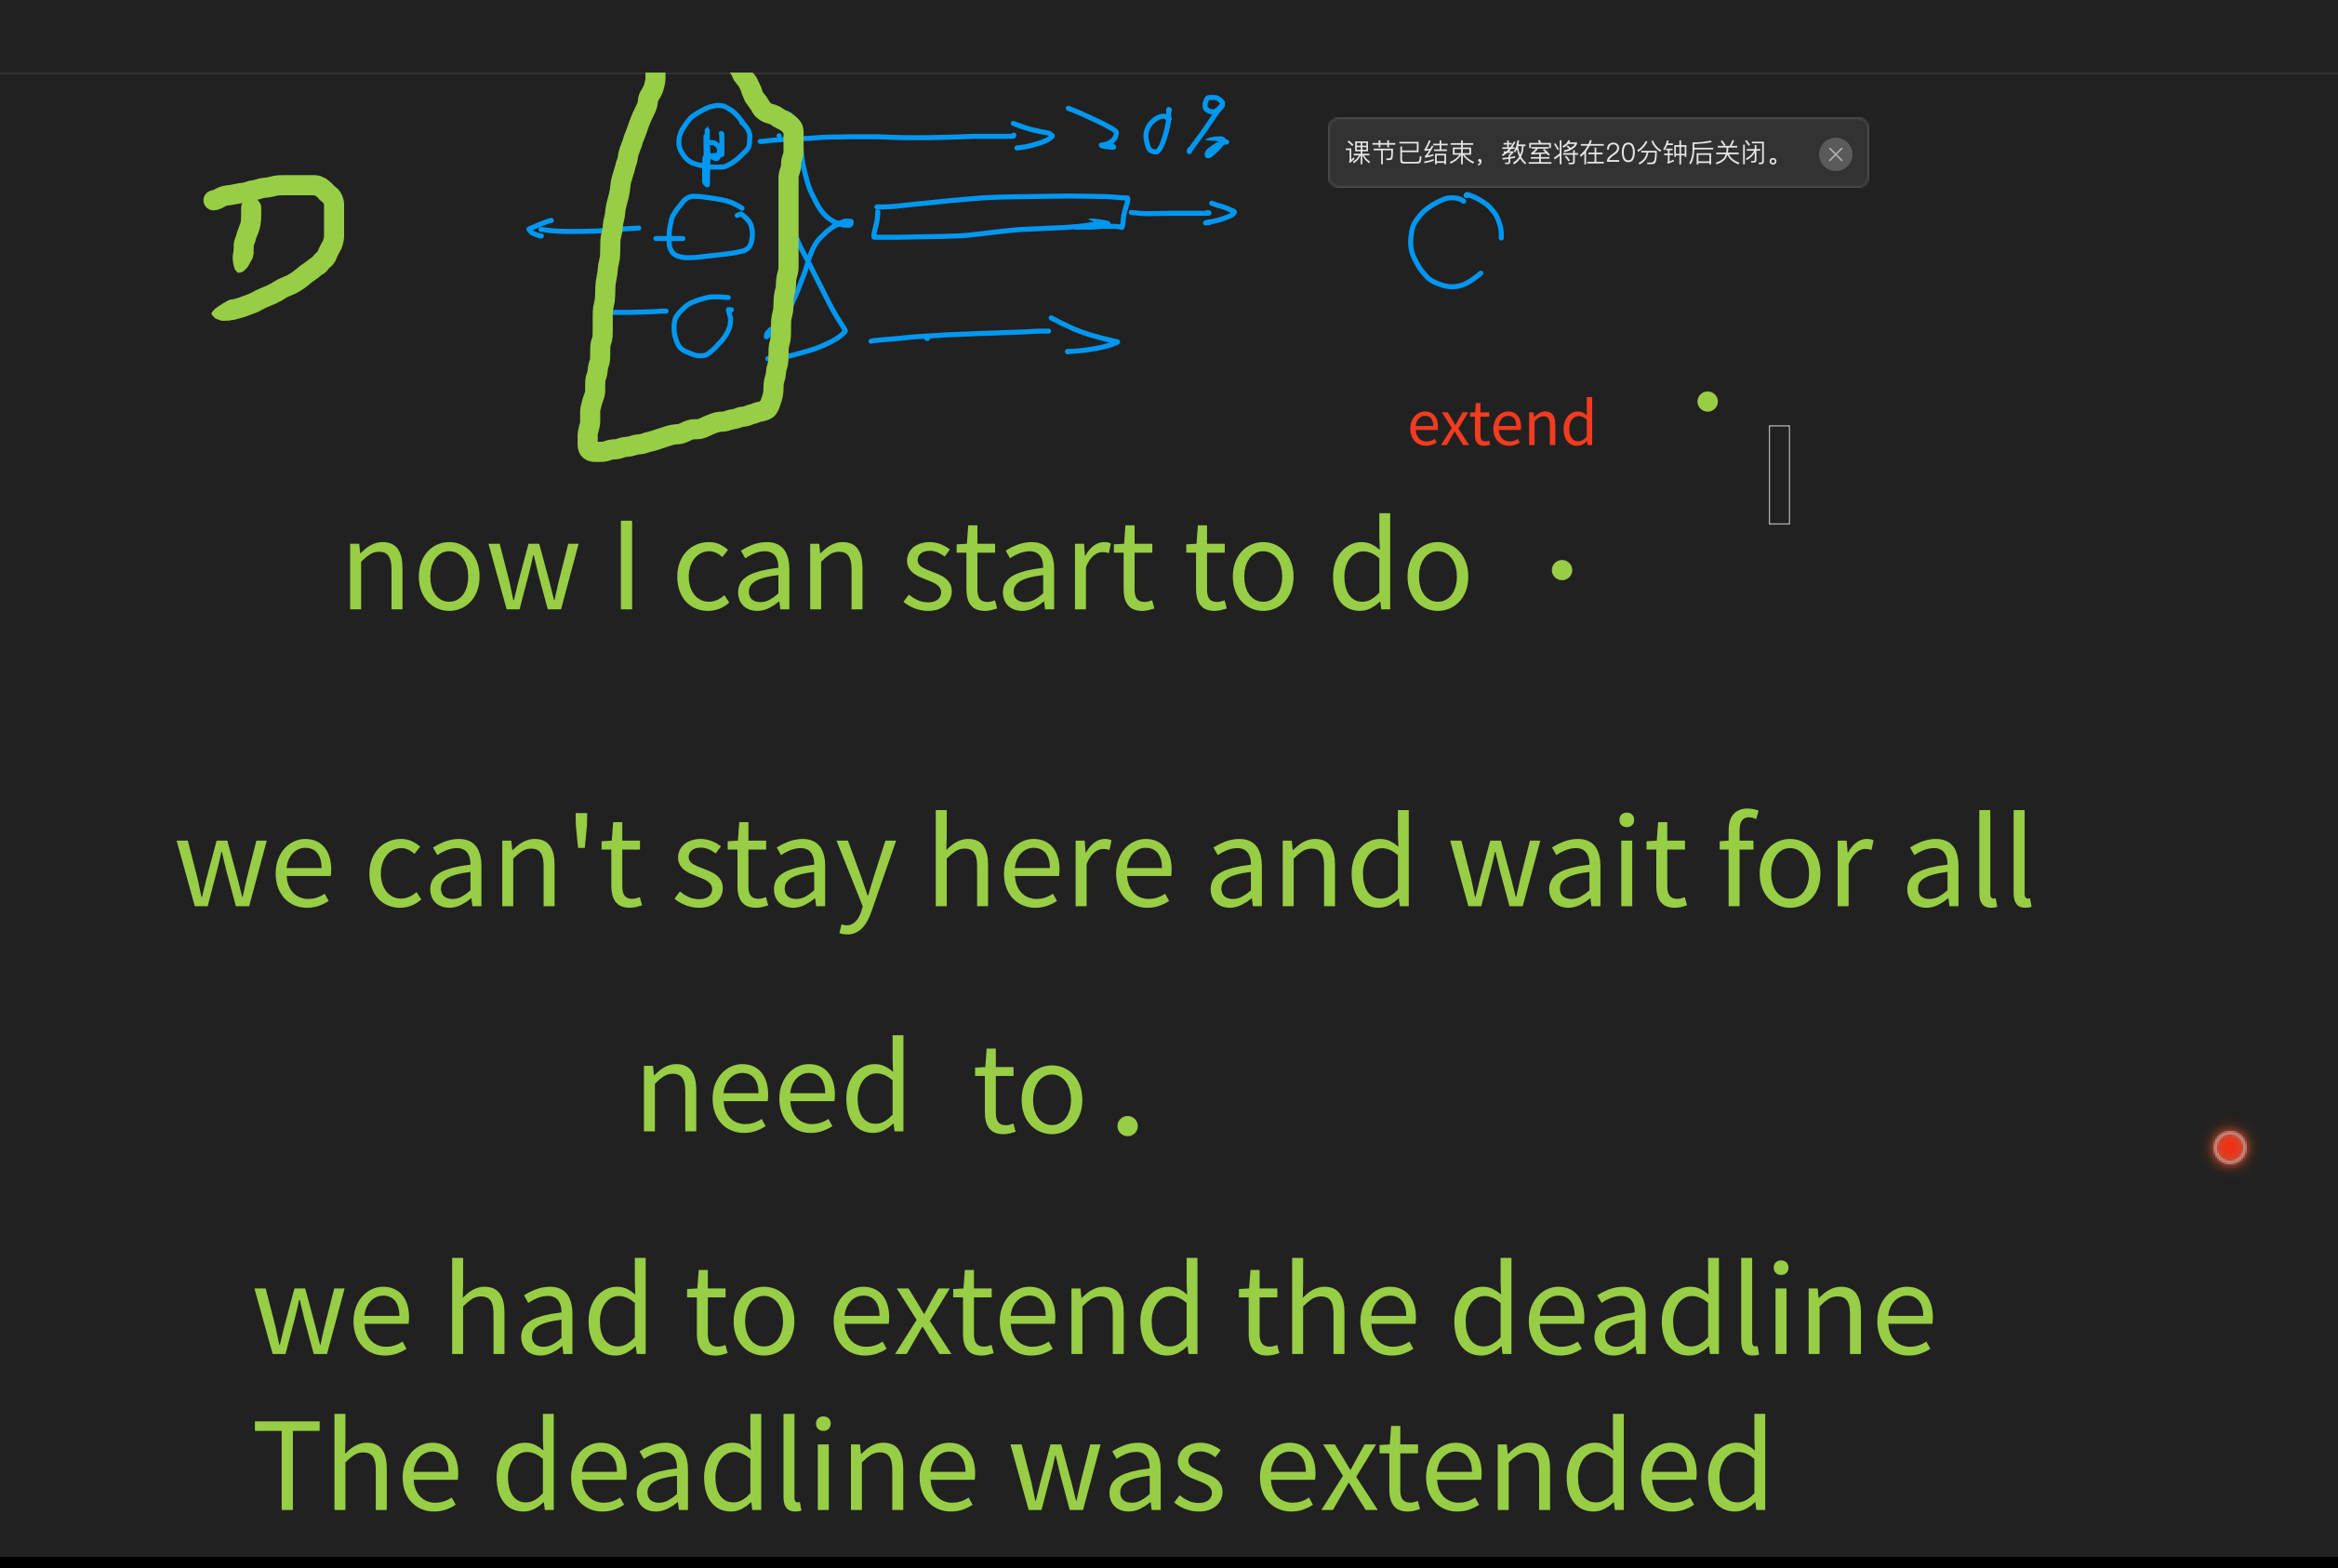 课节已结束，教室将在20分钟后关闭。
extend
now I can start to do
we can't stay here and wait for all
need to.
we had to extend the deadline
The deadline was extended